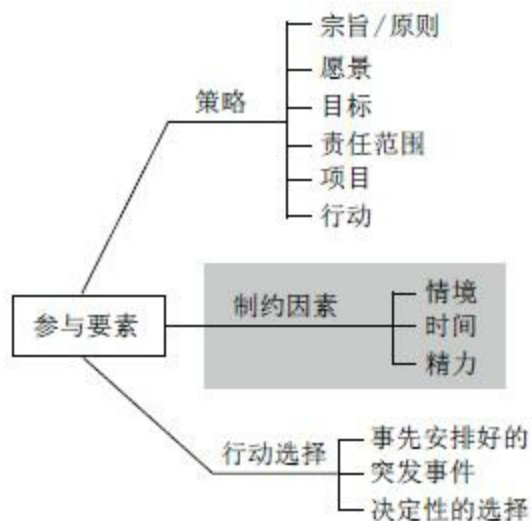 宗旨/原则
愿景
策略
目标
责任范围
项目
行动
参与要素
制约因素
情境
时间
精力
行动选择
事先安排好的
突发事件
决定性的选择